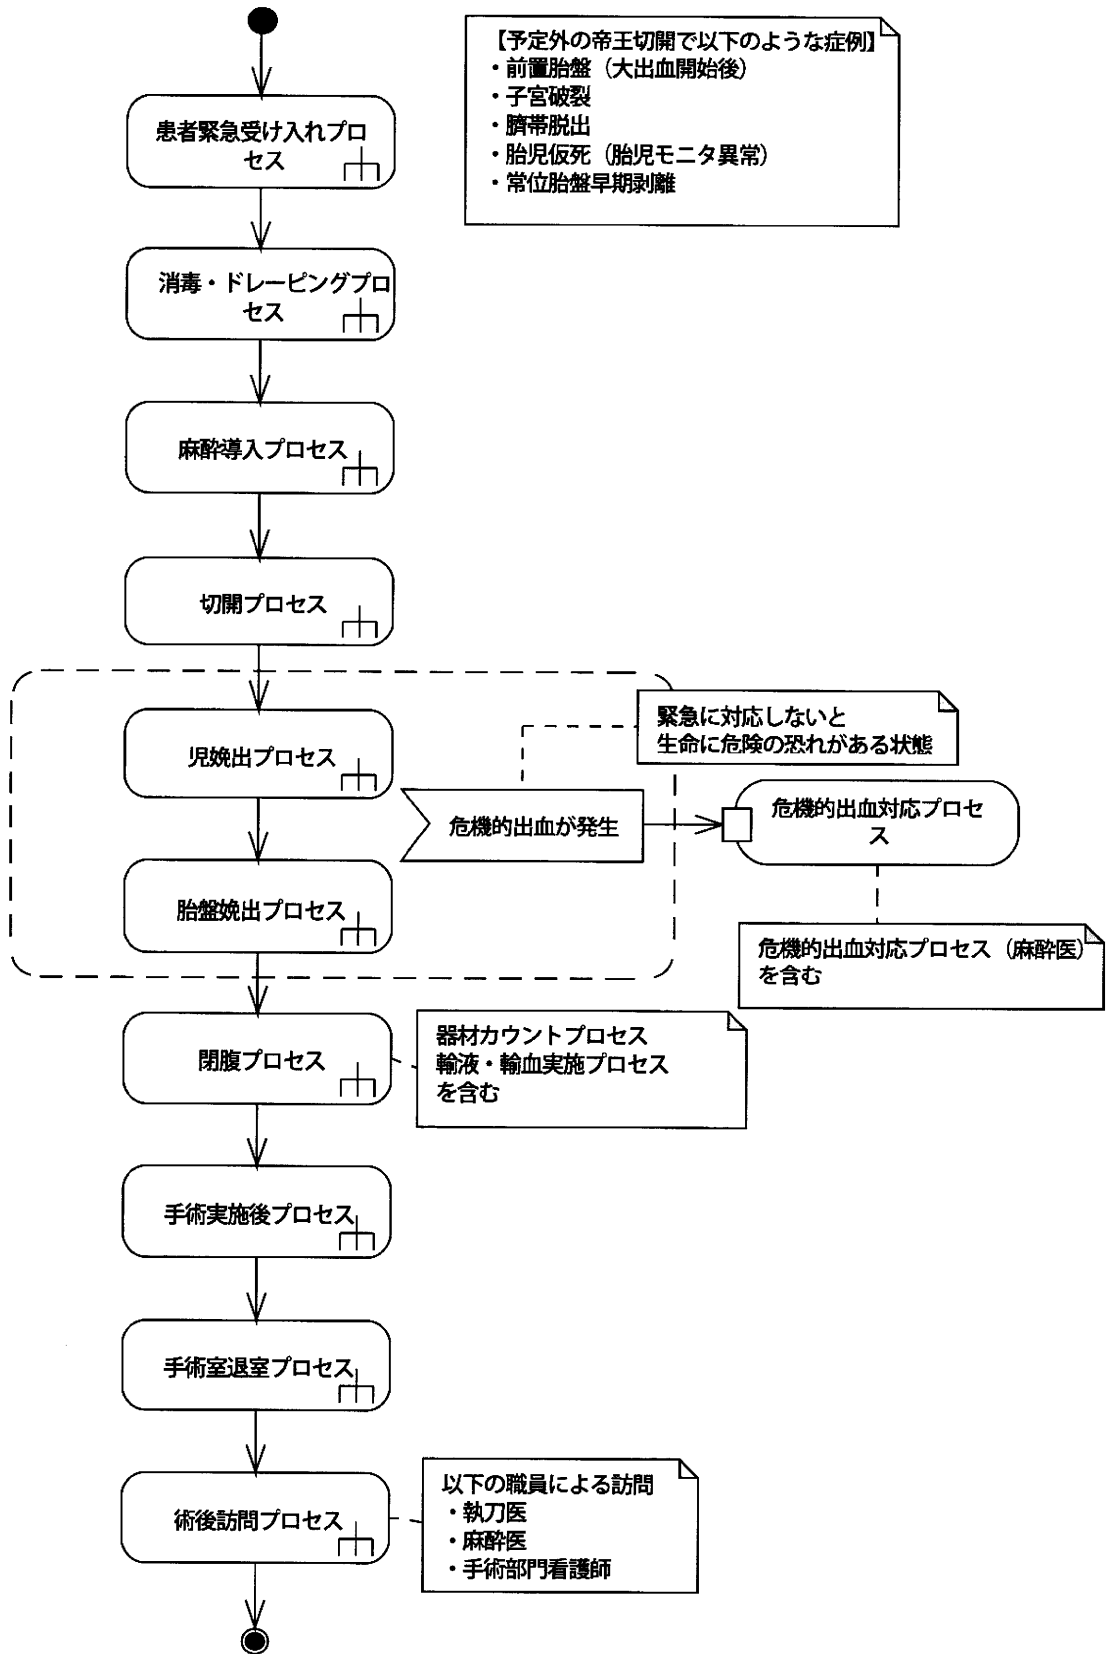 【予定外の帝王切開で以下のような症例】
・前置胎盤（大出血開始後）
・子宮破裂
・臍帯脱出
・胎児仮死（胎児モニタ異常）
・常位胎盤早期剥離
患者緊急受け入れプロ
セス
消毒・ドレーピングプロ
セス
麻酔導入プロセス
切開プロセス
緊急に対応しないと
生命に危険の恐れがある状態
児娩出プロセス
危機的出血が発生
危機的出血対応プロセ
ス
胎盤娩出プロセス
危機的出血対応プロセス（麻酔医）
を含む
閉腹プロセス
器材カウントプロセス
輸液・輸血実施プロセス
を含む
手術実施後プロセス
手術室退室プロセス
術後訪問プロセス
以下の職員による訪問
・執刀医
・麻酔医
・手術部門看護師